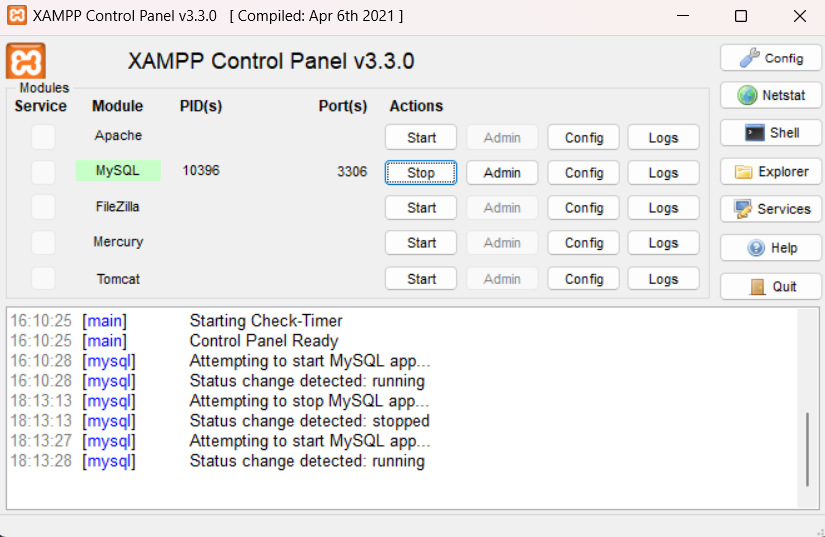 XAMPP Control Panel v3.3.0 [ Compiled: Apr 6th 2021 ]
XAMPP Control Panel v3.3.0
Config
Modules
Service Module PID(s) Port(s) Actions
Netstat
Apache Start Admin Config Logs
Shell
MySQL 10396 3306 Stop Admin Config Logs
Explorer
FileZilla Start Admin Config Logs
Services
Mercury Start Admin Config Logs
Help
Tomcat Start Admin Config Logs
Quit
16:10:25 [main] Starting Check-Timer
16:10:25 [main] Control Panel Ready
16:10:28 [mysql] Attempting to start MySQL app...
16:10:28 [mysql] Status change detected: running
18:13:13 [mysql] Attempting to stop MySQL app...
18:13:13 [mysql] Status change detected: stopped
18:13:27 [mysql] Attempting to start MySQL app...
18:13:28 [mysql] Status change detected: running